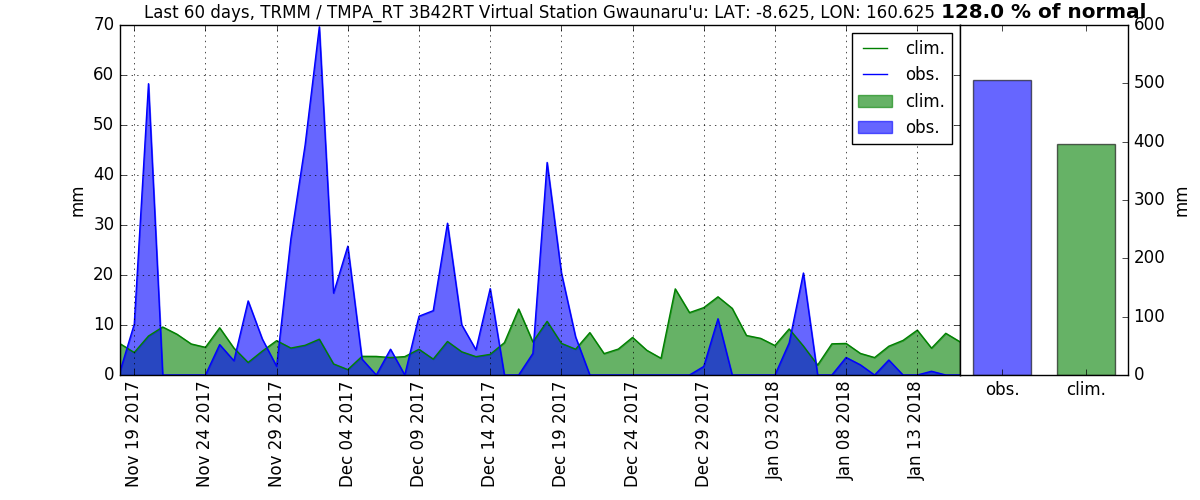 Last 60 days, TRMM / TMPA_RT 3B42RT Virtual Station Gwaunaru'u: LAT: -8.625, LON: 160.625 128.0 % of normal
70
60
50
40
30
20
10
0
mm
clim.
obs.
clim.
obs.
600
500
400
300
200
100
0
mm
Nov 19 2017
Nov 24 2017
Nov 29 2017
Dec 04 2017
Dec 09 2017
Dec 14 2017
Dec 19 2017
Dec 24 2017
Dec 29 2017
Jan 03 2018
Jan 08 2018
Jan 13 2018
obs.
clim.